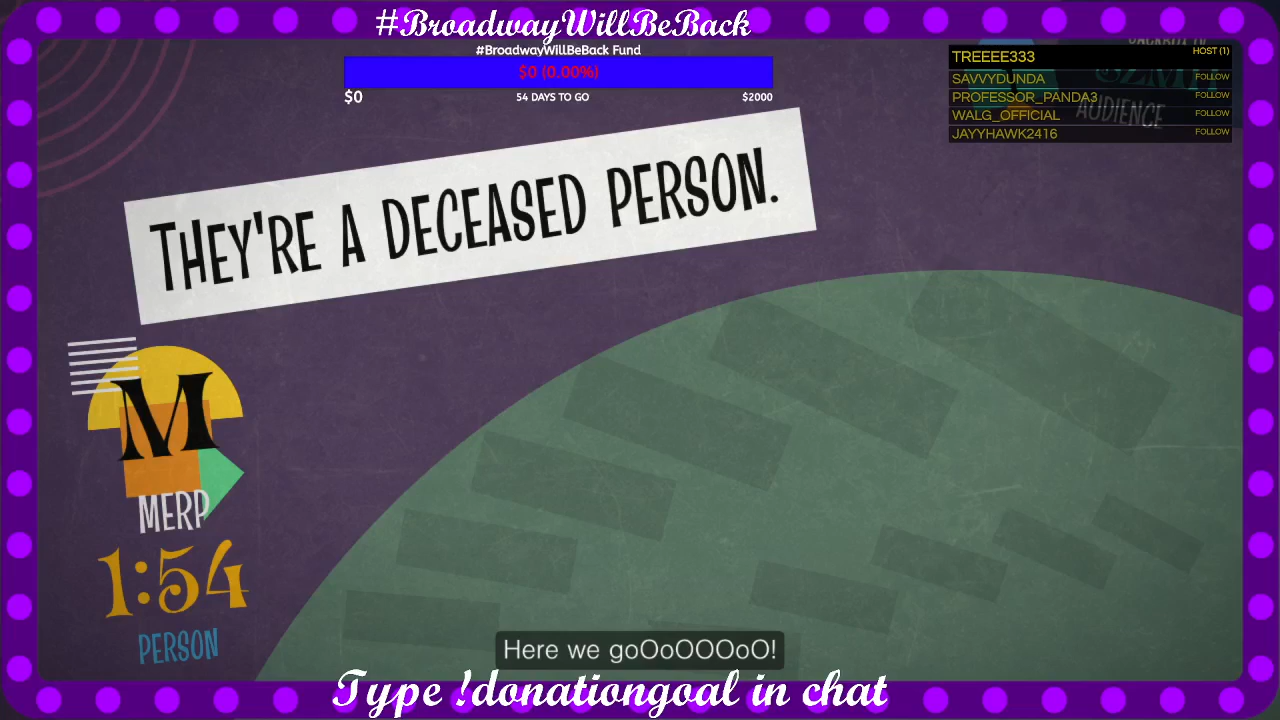 #BroadwayWillBeBack
#BroadwayWillBeBack Fund
$0 (0.00%)
$0 54 DAYS TO GO $2000
TREEEE333 HOST (1)
SAVVYDUNDA FOLLOW
PROFESSOR_PANDA3 FOLLOW
WALG_OFFICIAL FOLLOW
JAYYHAWK2416 FOLLOW
AUDIENCE
THEY'RE A DECEASED PERSON.
M
MERP
1:54
PERSON
Here we goOoOOOoO!
Type !donationgoal in chat